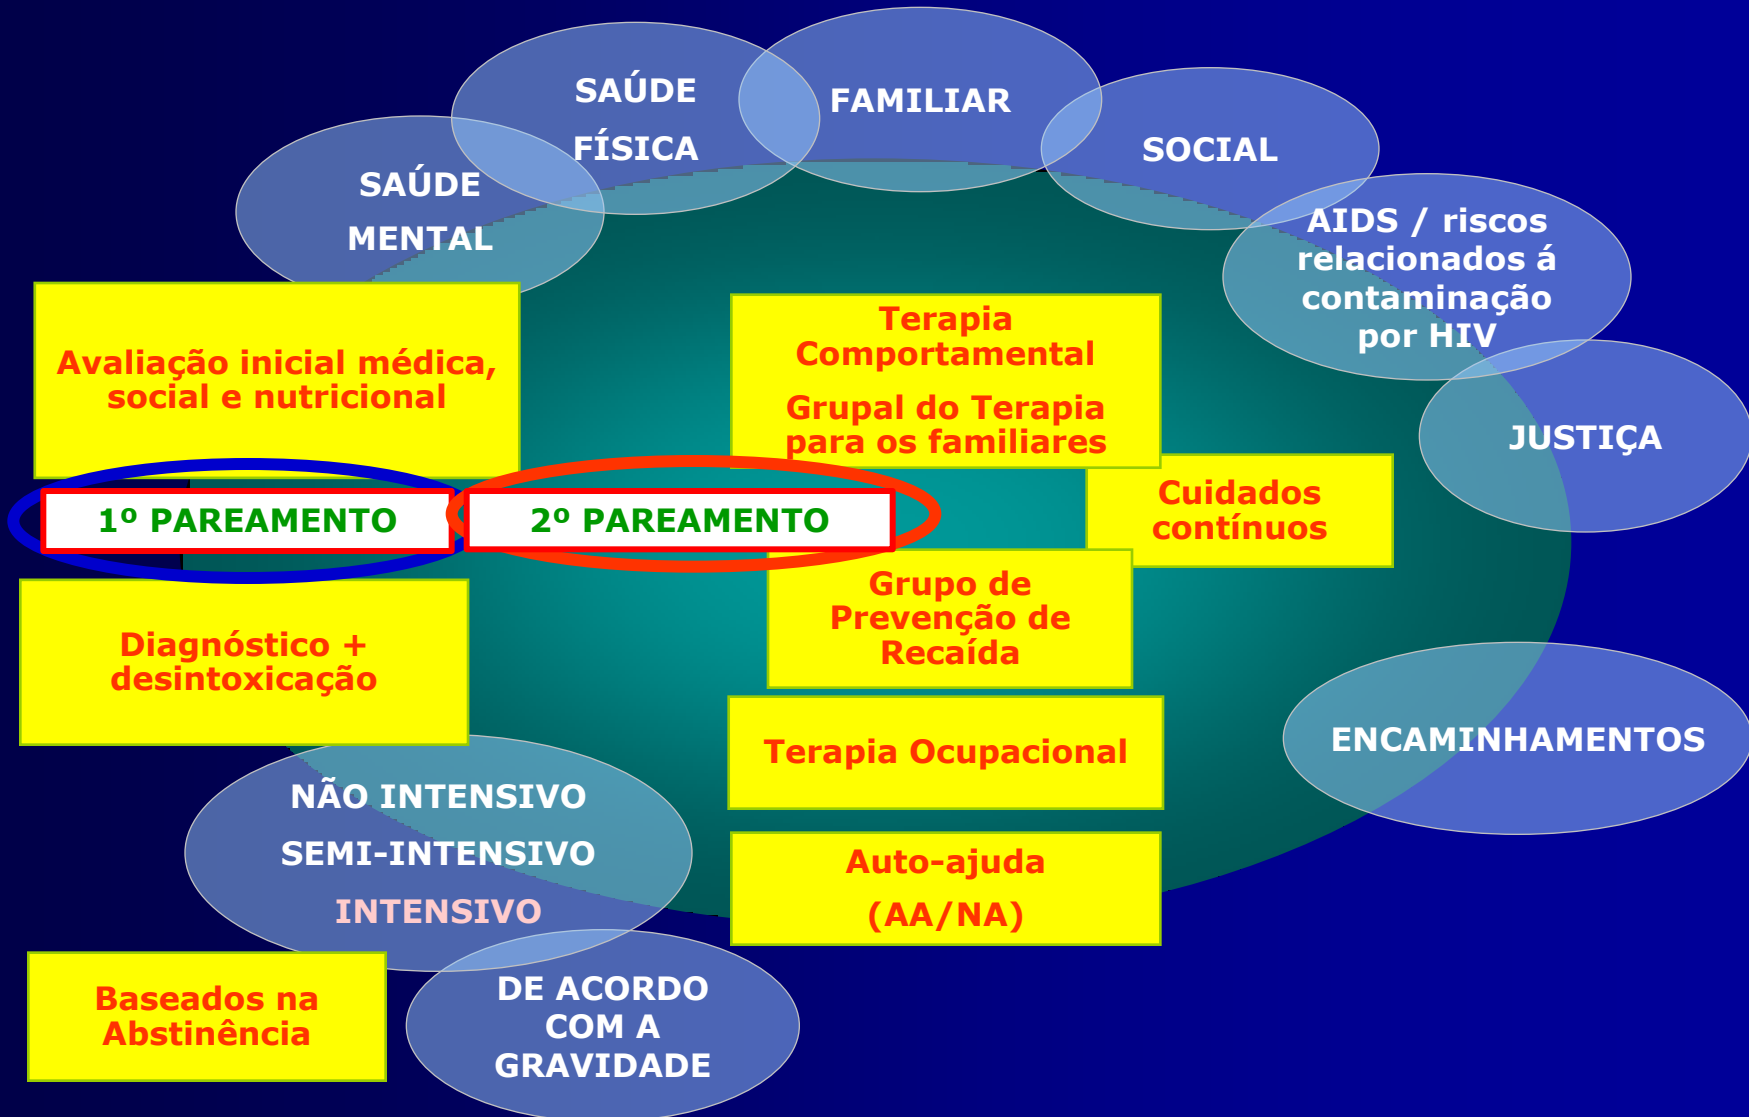 SAÚDE
FÍSICA
FAMILIAR
SOCIAL
SAÚDE
MENTAL
AIDS / riscos
relacionados á
contaminação
por HIV
JUSTIÇA
Avaliação inicial médica,
social e nutricional
Terapia
Comportamental
Grupal do Terapia
para os familiares
Cuidados
contínuos
1º PAREAMENTO
2º PAREAMENTO
Grupo de
Prevenção de
Recaída
Diagnóstico +
desintoxicação
Terapia Ocupacional
ENCAMINHAMENTOS
NÃO INTENSIVO
SEMI-INTENSIVO
INTENSIVO
Auto-ajuda
(AA/NA)
Baseados na
Abstinência
DE ACORDO
COM A
GRAVIDADE